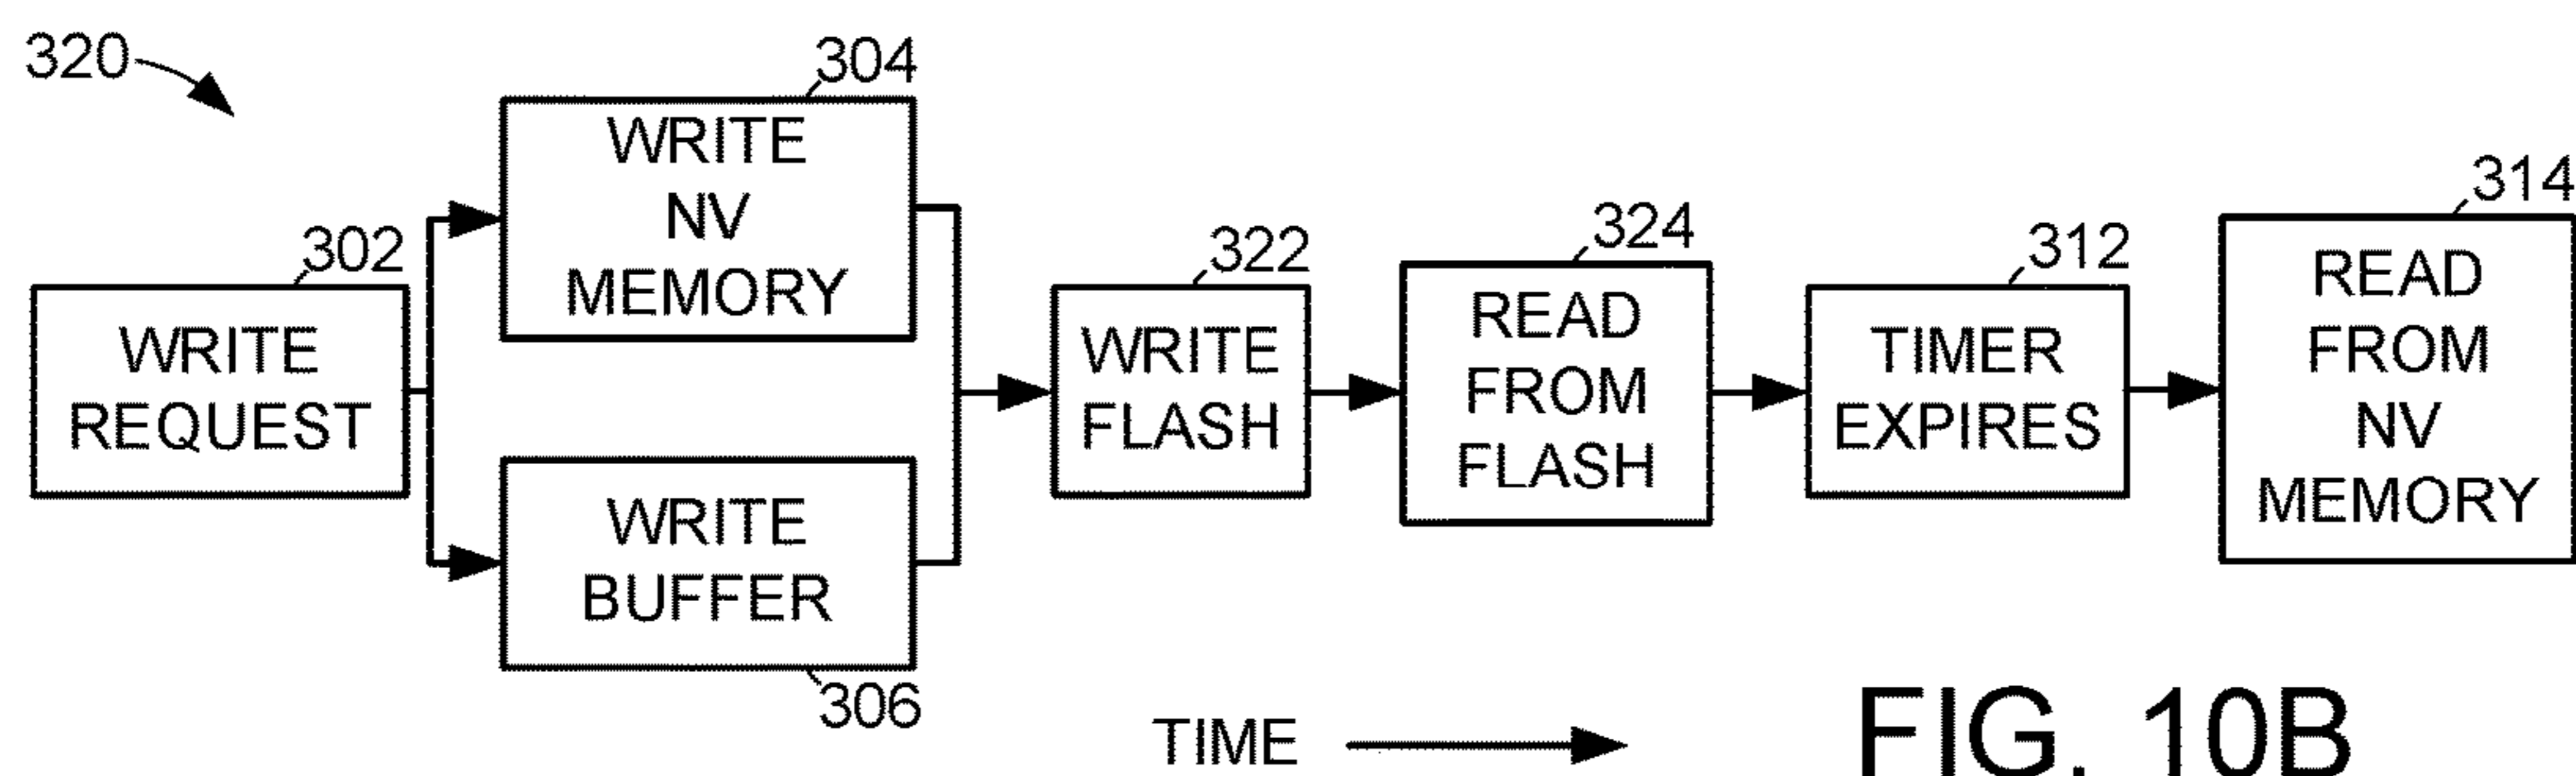 320
304
WRITE
NV
MEMORY
302
WRITE
REQUEST
WRITE
BUFFER
306
322
WRITE
FLASH
324
READ
FROM
FLASH
312
TIMER
EXPIRES
314
READ
FROM
NV
MEMORY
TIME
FIG. 10B